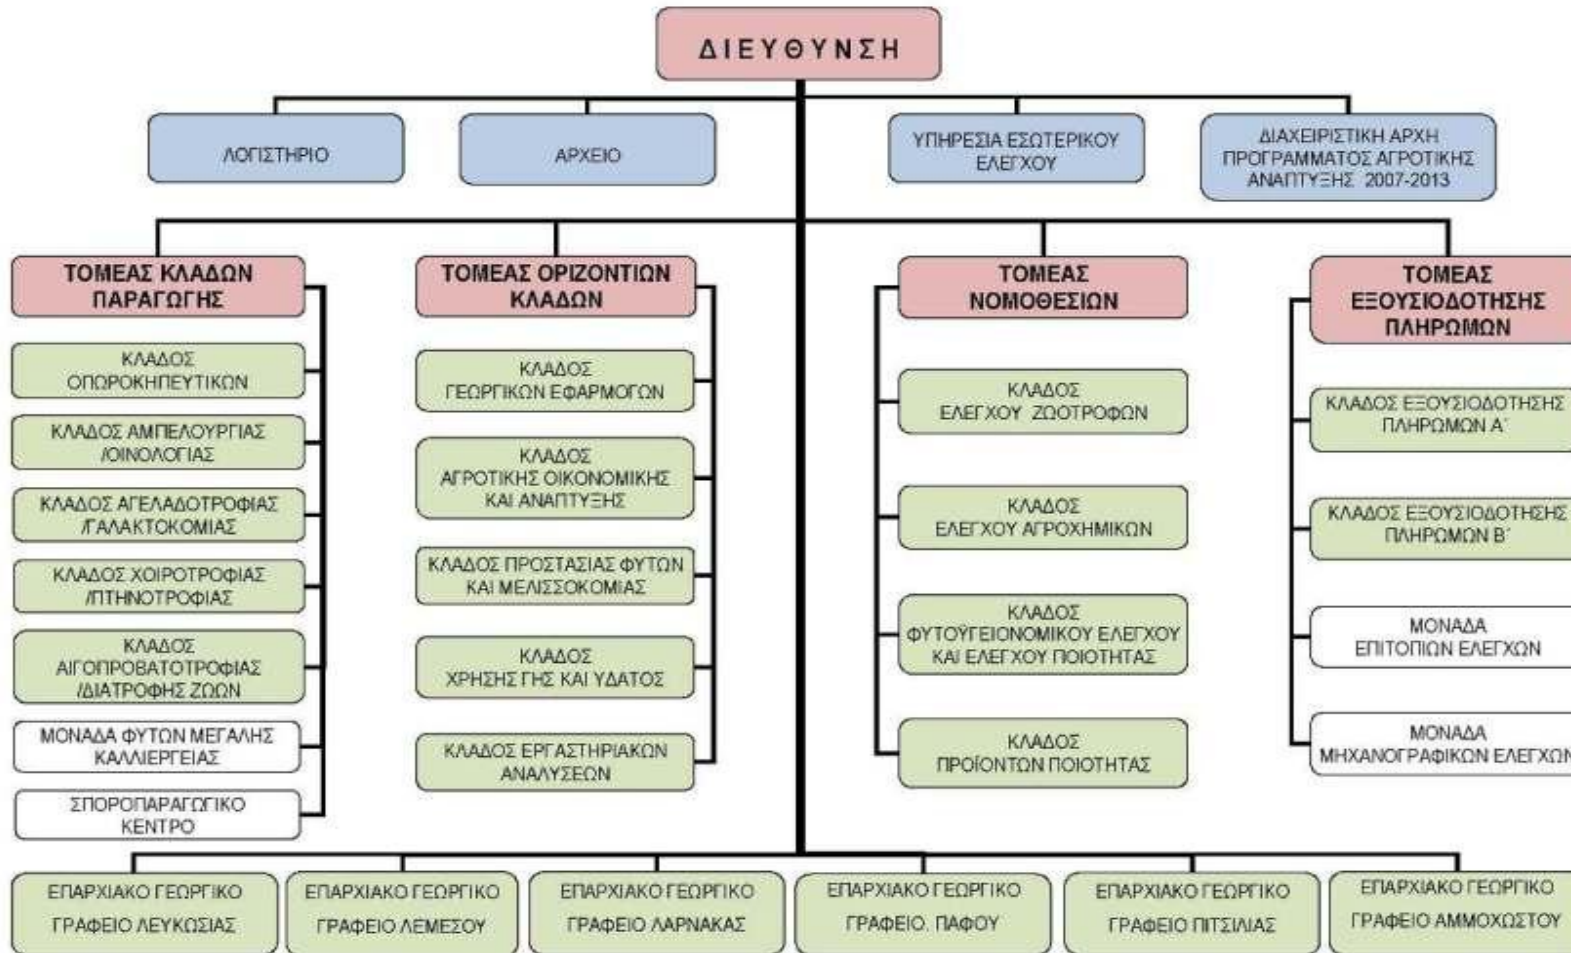 ΔΙΕΥΘΥΝΣΗ
ΛΟΓΙΣΤΗΡΙΟ
ΑΡΧΕΙΟ
ΥΠΗΡΕΣΙΑ ΕΣΩΤΕΡΙΚΟΥ
ΕΛΕΓΧΟΥ
ΔΙΑΧΕΙΡΙΣΤΙΚΗ ΑΡΧΗ
ΠΡΟΓΡΑΜΜΑΤΟΣ ΑΓΡΟΤΙΚΗΣ
ΑΝΑΠΤΥΞΗΣ 2007-2013
ΤΟΜΕΑΣ ΚΛΑΔΩΝ
ΠΑΡΑΓΩΓΗΣ
ΚΛΑΔΟΣ
ΟΠΩΡΟΚΗΠΕΥΤΙΚΩΝ
ΚΛΑΔΟΣ ΑΜΠΕΛΟΥΡΓΙΑΣ
/ΟΙΝΟΛΟΓΙΑΣ
ΚΛΑΔΟΣ ΑΓΕΛΑΔΟΤΡΟΦΙΑΣ
/ΓΑΛΑΚΤΟΚΟΜΙΑΣ
ΚΛΑΔΟΣ ΧΟΙΡΟΤΡΟΦΙΑΣ
/ΠΤΗΝΟΤΡΟΦΙΑΣ
ΚΛΑΔΟΣ
ΑΙΓΟΠΡΟΒΑΤΟΤΡΟΦΙΑΣ
/ΔΙΑΤΡΟΦΗΣ ΖΩΩΝ
ΜΟΝΑΔΑ ΦΥΤΩΝ ΜΕΓΑΛΗΣ
ΚΑΛΛΙΕΡΓΕΙΑΣ
ΣΠΟΡΟΠΑΡΑΓΩΓΙΚΟ
ΚΕΝΤΡΟ
ΤΟΜΕΑΣ ΟΡΙΖΟΝΤΙΩΝ
ΚΛΑΔΩΝ
ΚΛΑΔΟΣ
ΓΕΩΡΓΙΚΩΝ ΕΦΑΡΜΟΓΩΝ
ΚΛΑΔΟΣ
ΑΓΡΟΤΙΚΗΣ ΟΙΚΟΝΟΜΙΚΗΣ
ΚΑΙ ΑΝΑΠΤΥΞΗΣ
ΚΛΑΔΟΣ ΠΡΟΣΤΑΣΙΑΣ ΦΥΤΩΝ
ΚΑΙ ΜΕΛΙΣΣΟΚΟΜΙΑΣ
ΚΛΑΔΟΣ
ΧΡΗΣΗΣ ΓΗΣ ΚΑΙ ΥΔΑΤΟΣ
ΚΛΑΔΟΣ ΕΡΓΑΣΤΗΡΙΑΚΩΝ
ΑΝΑΛΥΣΕΩΝ
ΤΟΜΕΑΣ
ΝΟΜΟΘΕΣΙΩΝ
ΚΛΑΔΟΣ
ΕΛΕΓΧΟΥ ΖΩΟΤΡΟΦΩΝ
ΚΛΑΔΟΣ
ΕΛΕΓΧΟΥ ΑΓΡΟΧΗΜΙΚΩΝ
ΚΛΑΔΟΣ
ΦΥΤΟΫΓΕΙΟΝΟΜΙΚΟΥ ΕΛΕΓΧΟΥ
ΚΑΙ ΕΛΕΓΧΟΥ ΠΟΙΟΤΗΤΑΣ
ΚΛΑΔΟΣ
ΠΡΟΪΟΝΤΩΝ ΠΟΙΟΤΗΤΑΣ
ΤΟΜΕΑΣ
ΕΞΟΥΣΙΟΔΟΤΗΣΗΣ
ΠΛΗΡΩΜΩΝ
ΚΛΑΔΟΣ ΕΞΟΥΣΙΟΔΟΤΗΣΗΣ
ΠΛΗΡΩΜΩΝ Α΄
ΚΛΑΔΟΣ ΕΞΟΥΣΙΟΔΟΤΗΣΗΣ
ΠΛΗΡΩΜΩΝ Β΄
ΜΟΝΑΔΑ
ΕΠΙΤΟΠΙΩΝ ΕΛΕΓΧΩΝ
ΜΟΝΑΔΑ
ΜΗΧΑΝΟΓΡΑΦΙΚΩΝ ΕΛΕΓΧΩΝ
ΕΠΑΡΧΙΑΚΟ ΓΕΩΡΓΙΚΟ
ΓΡΑΦΕΙΟ ΛΕΥΚΩΣΙΑΣ
ΕΠΑΡΧΙΑΚΟ ΓΕΩΡΓΙΚΟ
ΓΡΑΦΕΙΟ ΛΕΜΕΣΟΥ
ΕΠΑΡΧΙΑΚΟ ΓΕΩΡΓΙΚΟ
ΓΡΑΦΕΙΟ ΛΑΡΝΑΚΑΣ
ΕΠΑΡΧΙΑΚΟ ΓΕΩΡΓΙΚΟ
ΓΡΑΦΕΙΟ. ΠΑΦΟΥ
ΕΠΑΡΧΙΑΚΟ ΓΕΩΡΓΙΚΟ
ΓΡΑΦΕΙΟ ΠΙΤΣΙΛΙΑΣ
ΕΠΑΡΧΙΑΚΟ ΓΕΩΡΓΙΚΟ
ΓΡΑΦΕΙΟ ΑΜΜΟΧΩΣΤΟΥ